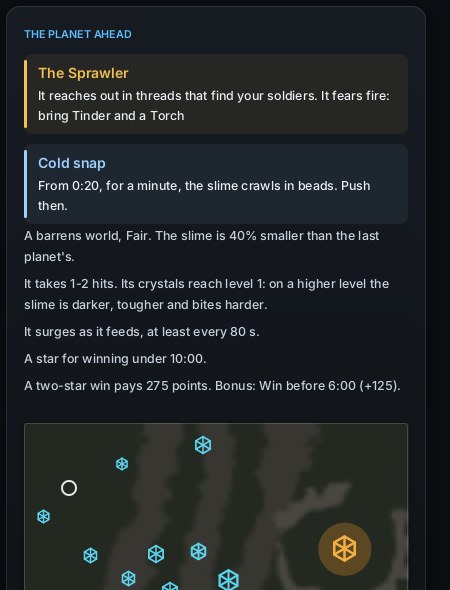 THE PLANET AHEAD
The Sprawler
It reaches out in threads that find your soldiers. It fears fire:
bring Tinder and a Torch
Cold snap
From 0:20, for a minute, the slime crawls in beads. Push
then.
A barrens world, Fair. The slime is 40% smaller than the last
planet's.
It takes 1-2 hits. Its crystals reach level 1: on a higher level the
slime is darker, tougher and bites harder.
It surges as it feeds, at least every 80 s.
A star for winning under 10:00.
A two-star win pays 275 points. Bonus: Win before 6:00 (+125).